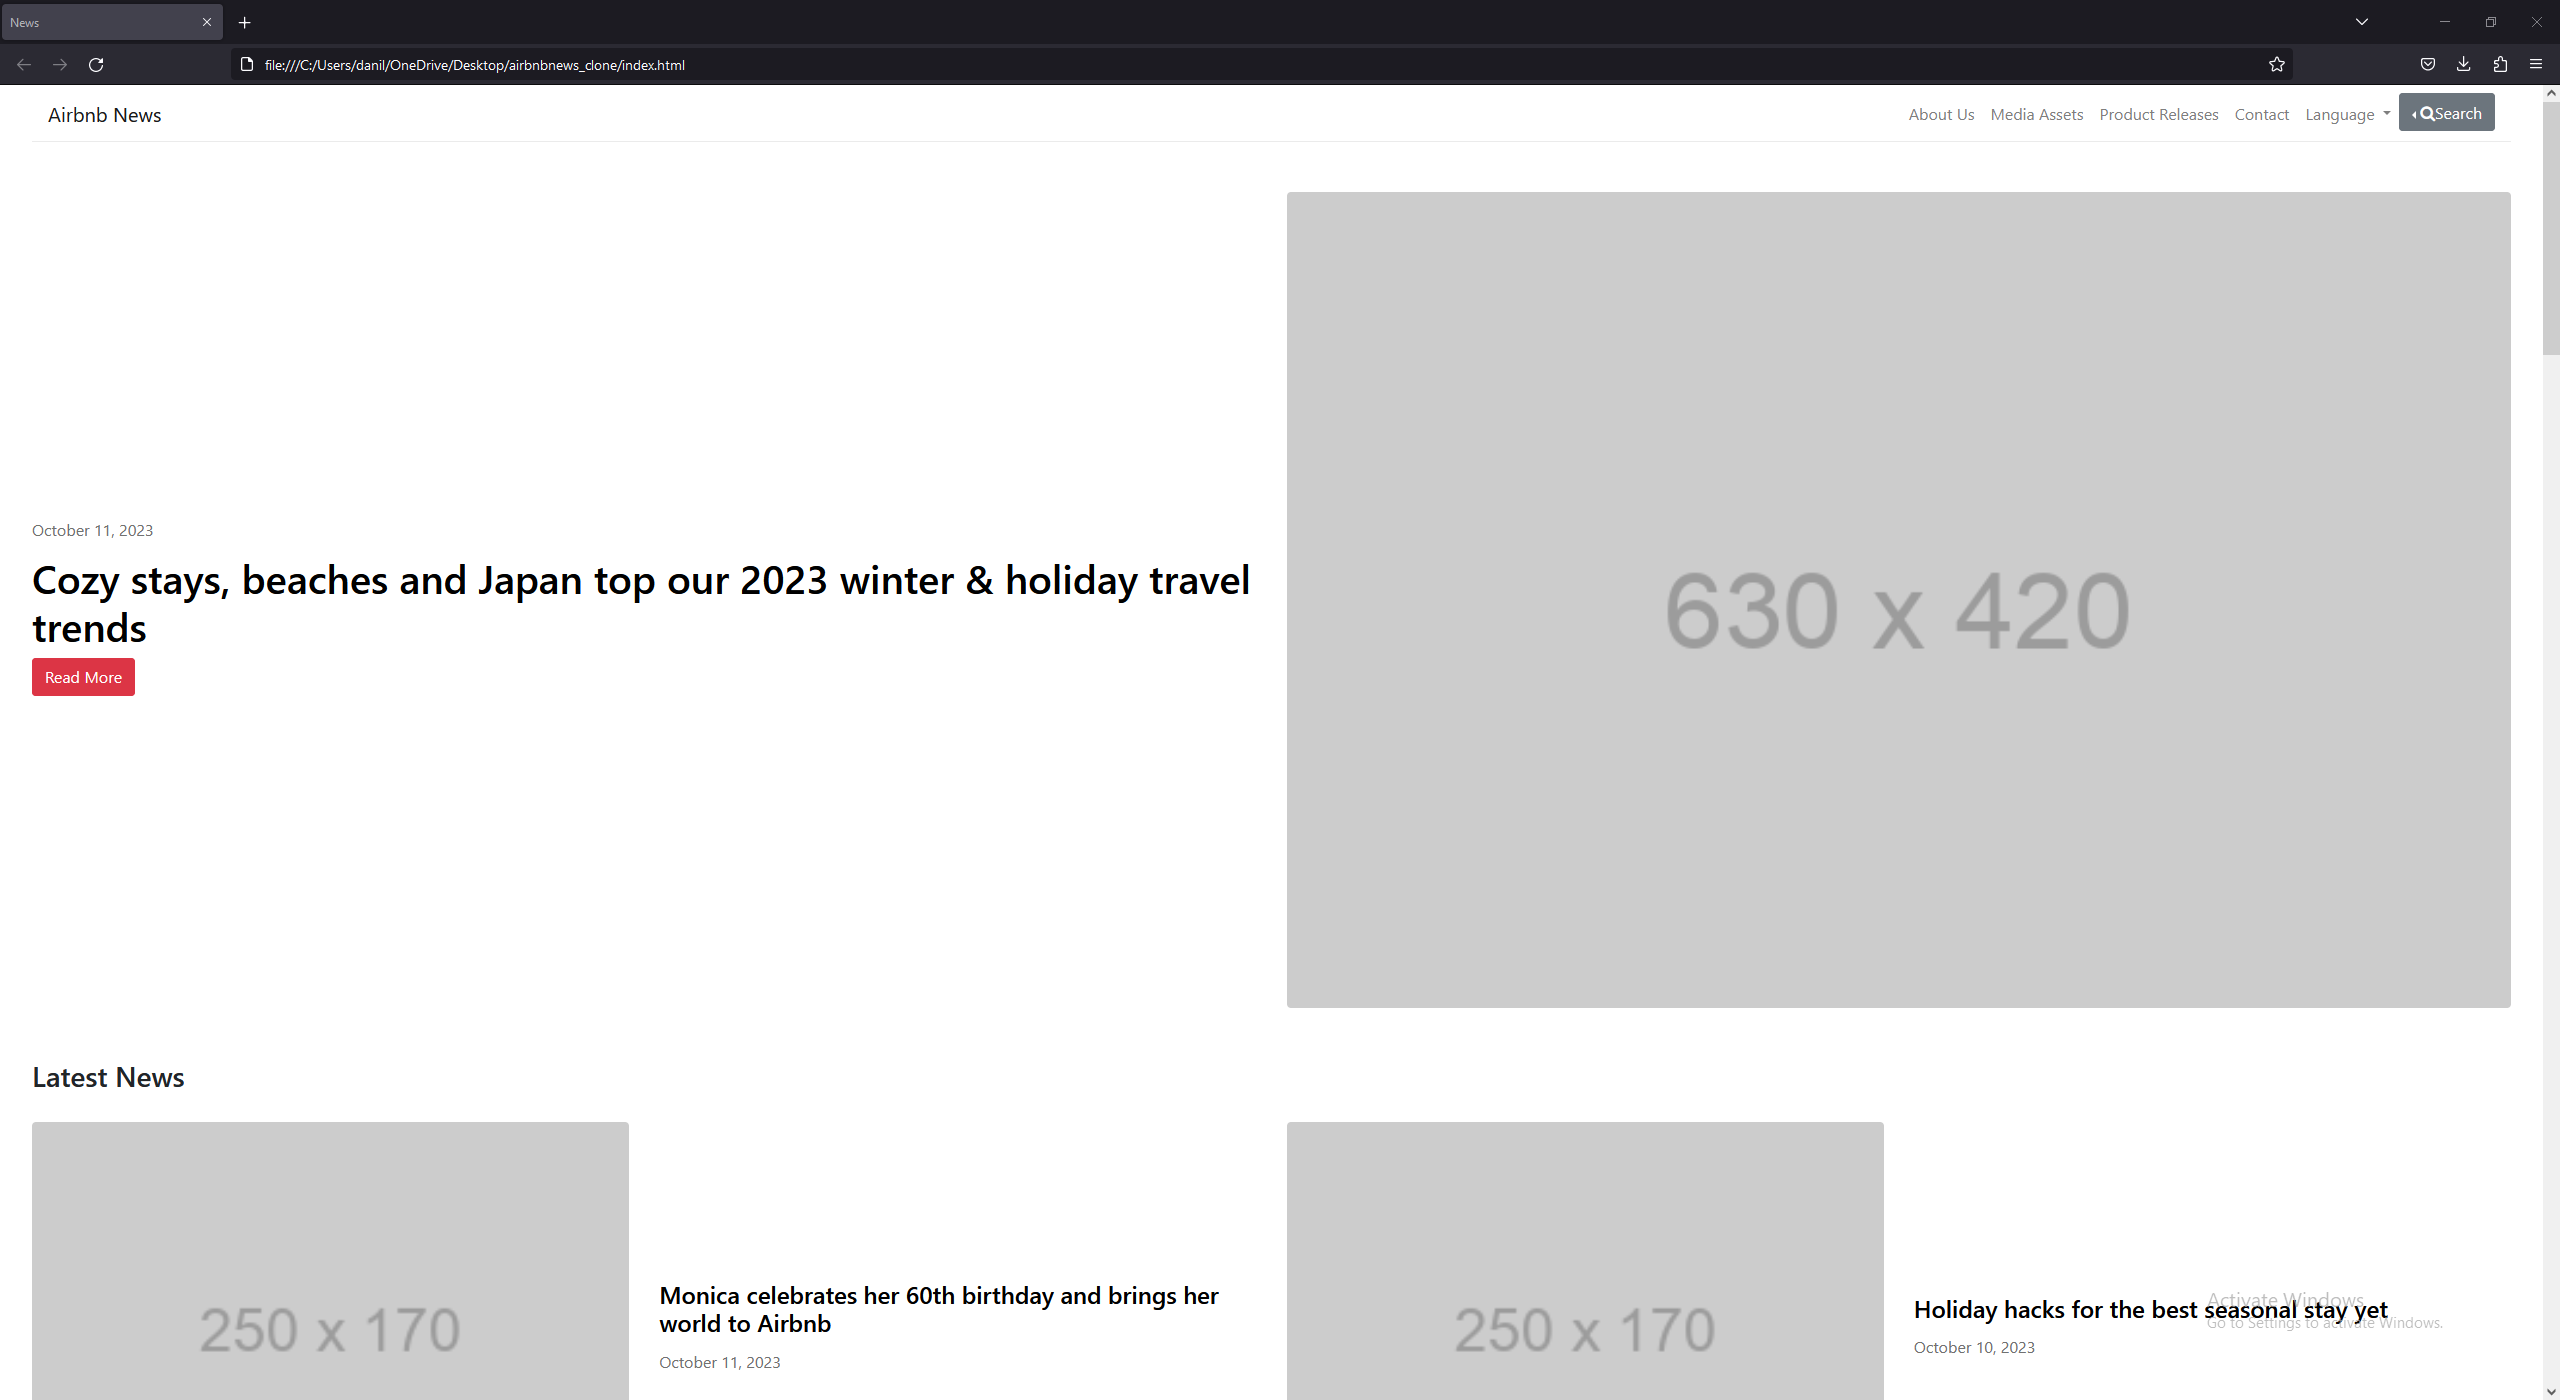 News
file:///C:/Users/danil/OneDrive/Desktop/airbnbnews_clone/index.html
Airbnb News
About Us
Media Assets
Product Releases
Contact
Language
Search
630 x 420
October 11, 2023
Cozy stays, beaches and Japan top our 2023 winter & holiday travel
trends
Read More
Latest News
250 x 170
Monica celebrates her 60th birthday and brings her
world to Airbnb
October 11, 2023
250 x 170
Holiday hacks for the best seasonal stay yet
October 10, 2023
Activate Windows
Go to Settings to activate Windows.